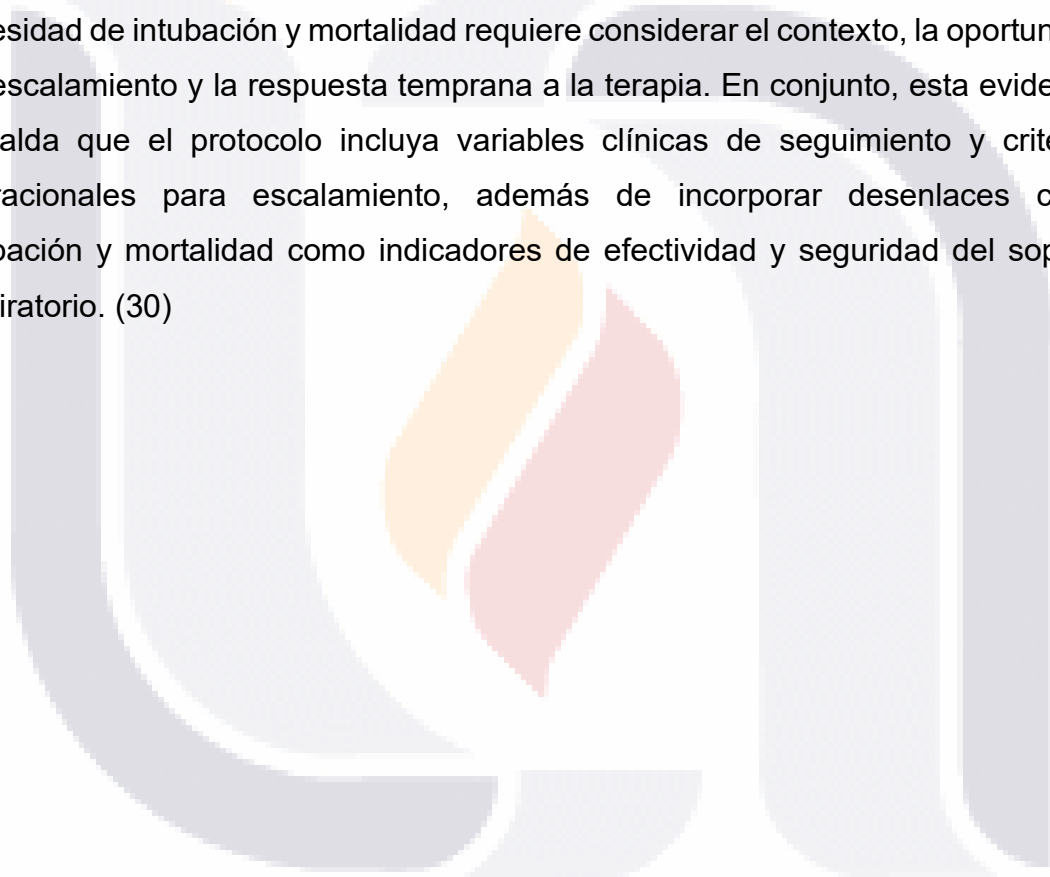 esidad de intubación y mortalidad requiere considerar el contexto, la oportun
escalamiento y la respuesta temprana a la terapia. En conjunto, esta evide
alda que el protocolo incluya variables clínicas de seguimiento y crite
racionales para escalamiento, además de incorporar desenlaces c
bación y mortalidad como indicadores de efectividad y seguridad del sop
iratorio. (30)